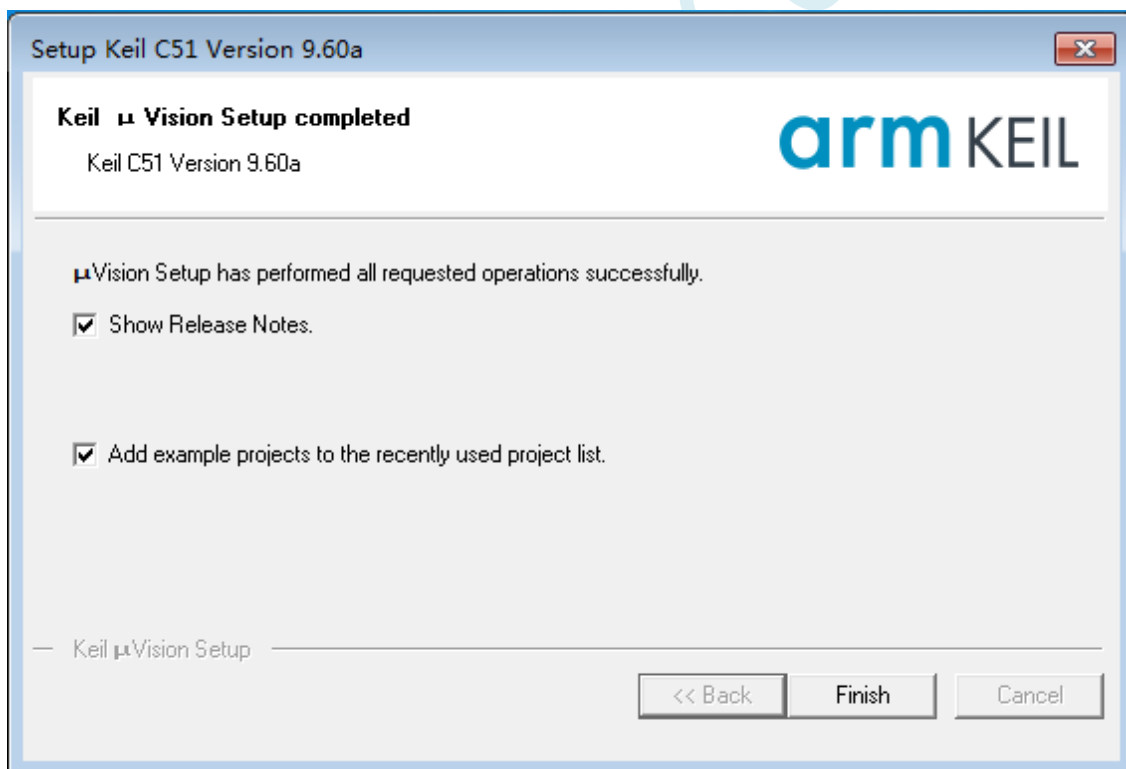 Setup Keil C51 Version 9.60a
Keil μ Vision Setup completed
Keil C51 Version 9.60a
arm KEIL
μVision Setup has performed all requested operations successfully.
Show Release Notes.
Add example projects to the recently used project list.
Keil μVision Setup
<< Back
Finish
Cancel